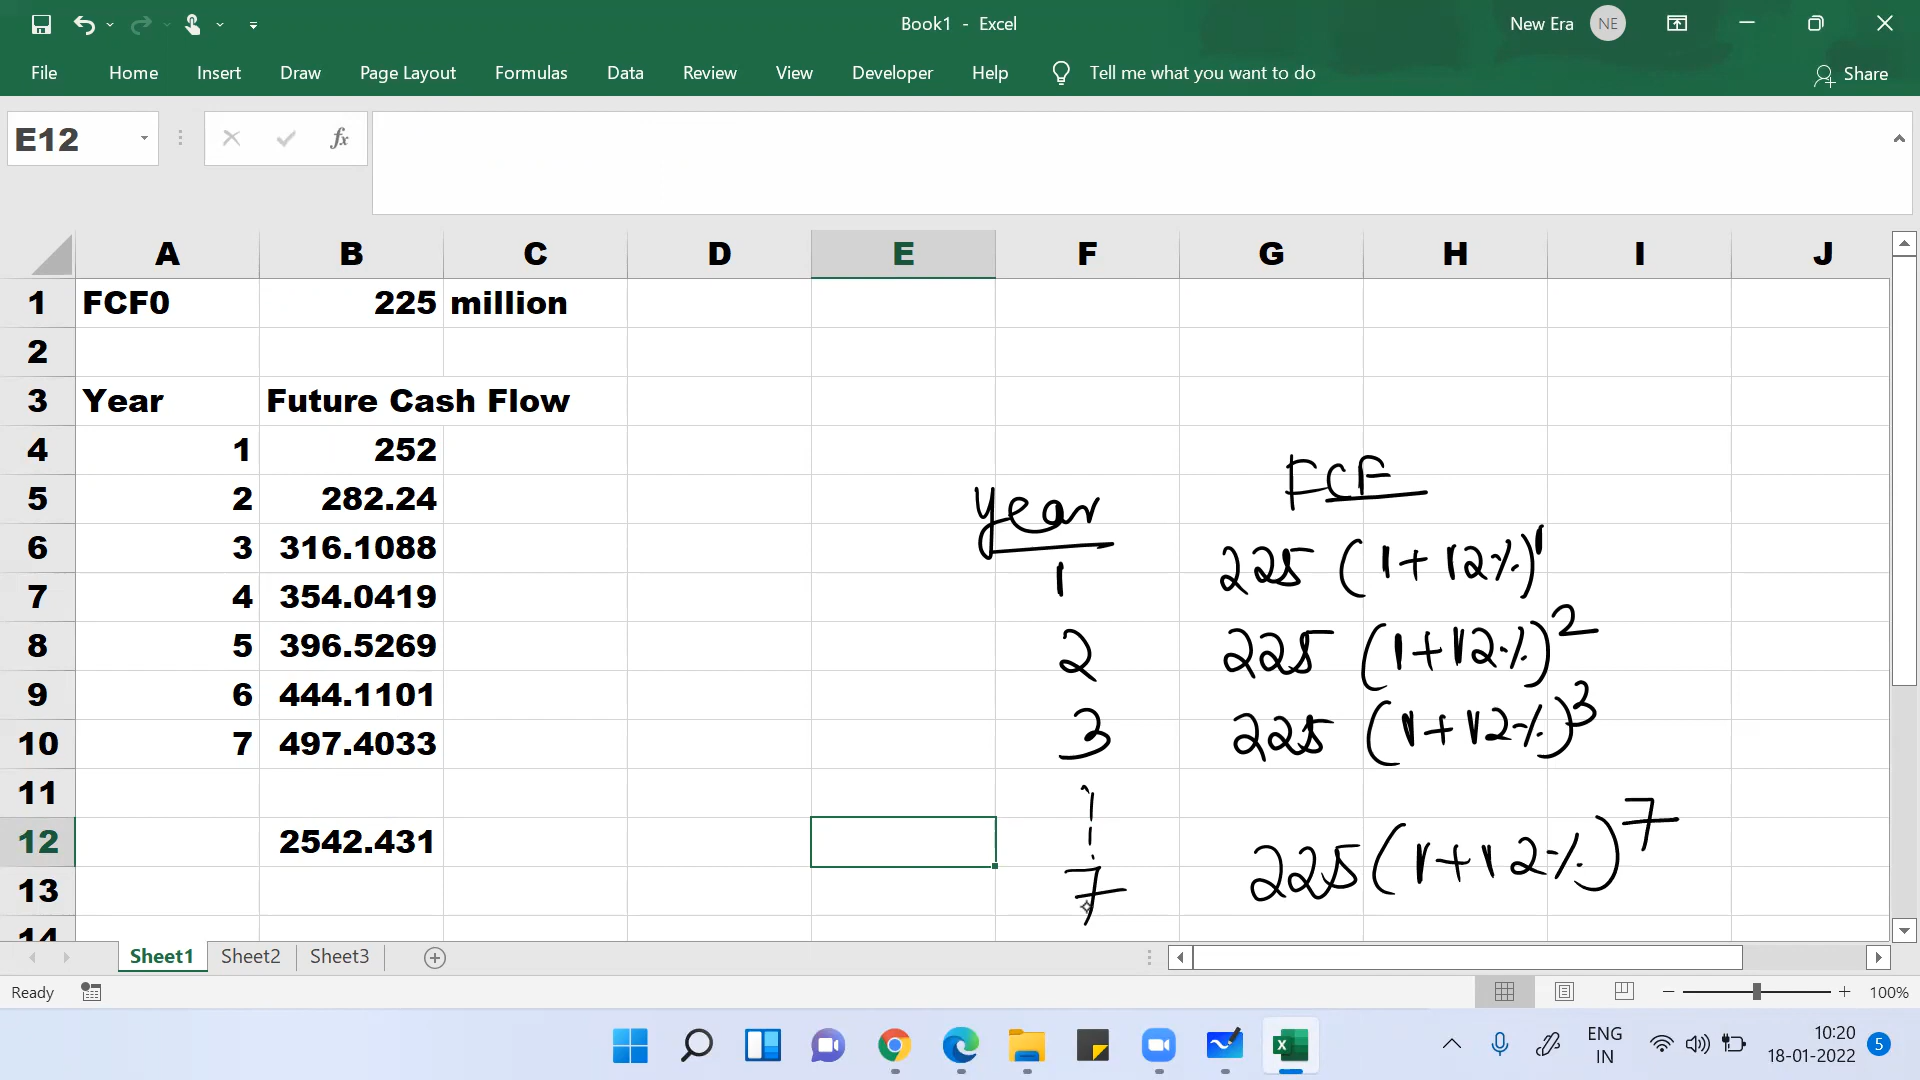 Book1 - Excel
New Era NE
File Home Insert Draw Page Layout Formulas Data Review View Developer Help Tell me what you want to do Share
E12 fx
A B C D E F G H I J
1 FCF0 225 million
2
3 Year Future Cash Flow
4 1 252
5 2 282.24
6 3 316.1088
7 4 354.0419
8 5 396.5269
9 6 444.1101
10 7 497.4033
11
12 2542.431
13
14
year FCF
1 225 (1+12%)1
2 225 (1+12%)2
3 225 (1+12%)3
7 225(1+12%)7
Sheet1 Sheet2 Sheet3
Ready 100%
ENG
IN
10:20
18-01-2022
5